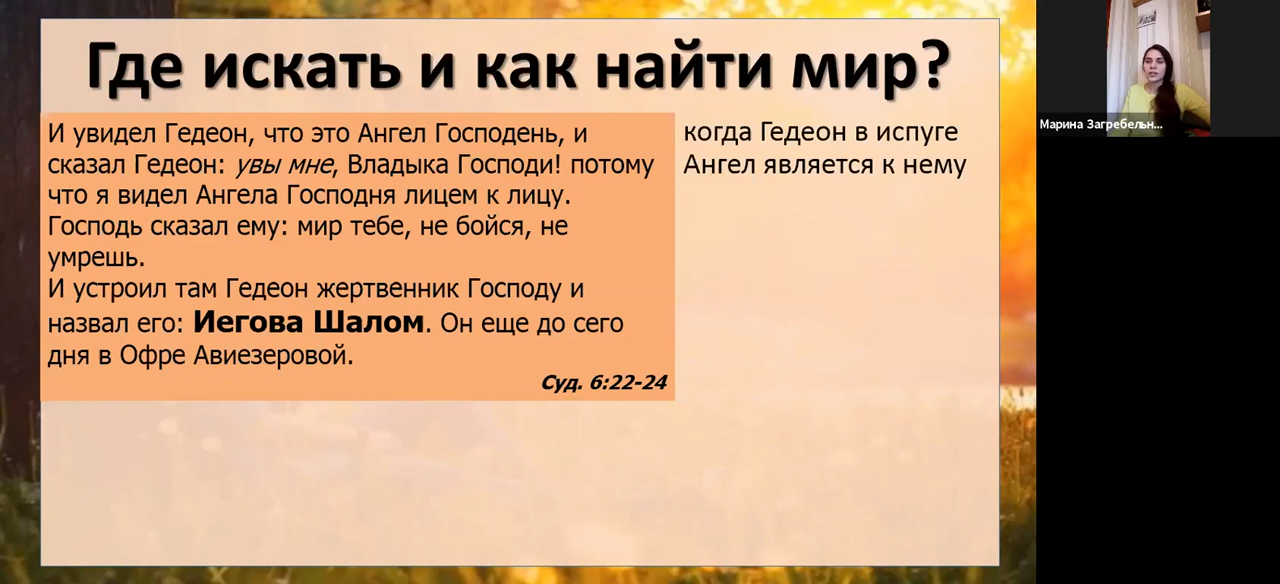 Где искать и как найти мир?
И увидел Гедеон, что это Ангел Господень, и
сказал Гедеон: увы мне, Владыка Господи! потому
что я видел Ангела Господня лицем к лицу.
Господь сказал ему: мир тебе, не бойся, не
умрешь.
И устроил там Гедеон жертвенник Господу и
назвал его: Иегова Шалом. Он еще до сего
дня в Офре Авиезеровой.
Суд. 6:22-24
когда Гедеон в испуге
Ангел является к нему
Марина Загребельн...